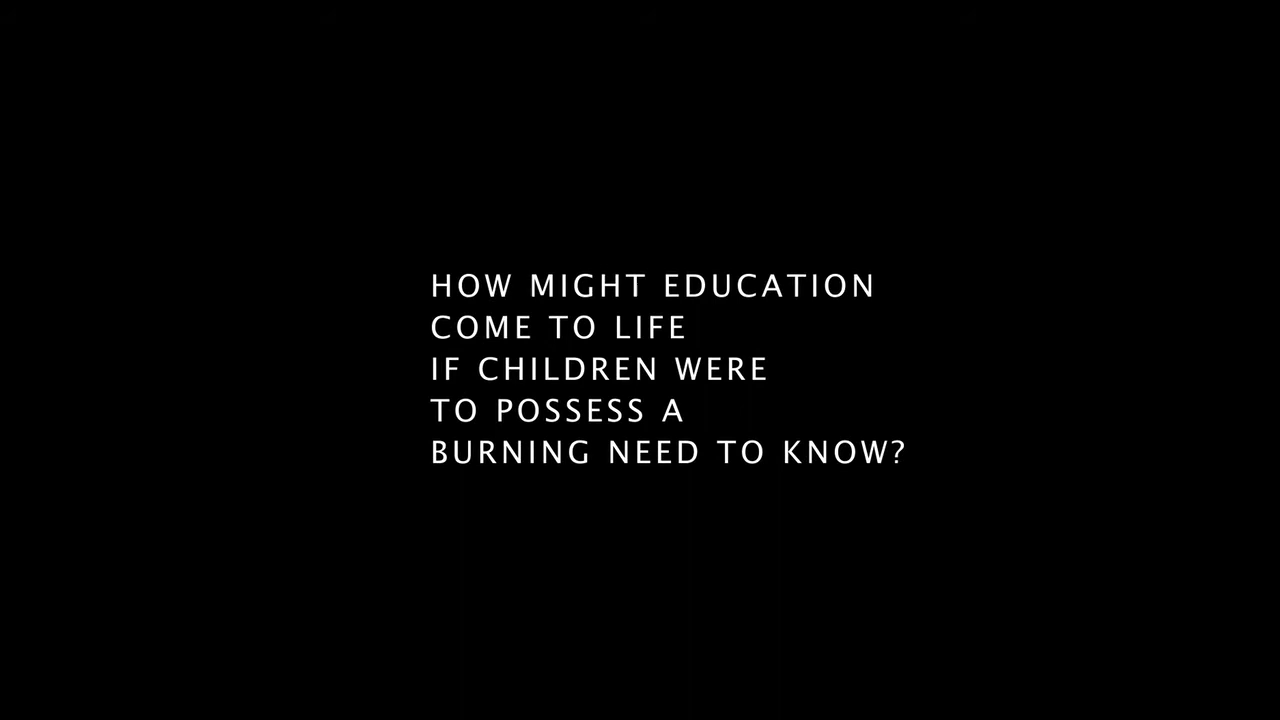 HOW MIGHT EDUCATION
COME TO LIFE
IF CHILDREN WERE
TO POSSESS A
BURNING NEED TO KNOW?